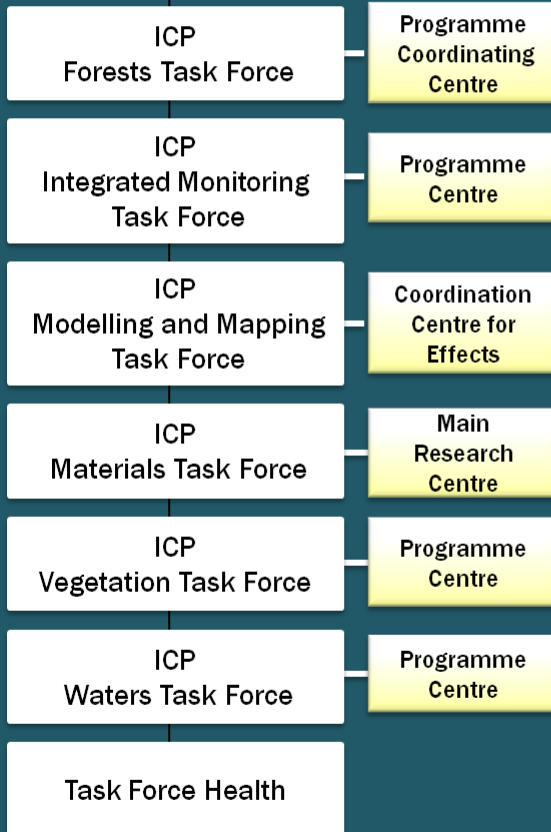 ICP
Forests Task Force
Programme
Coordinating
Centre
ICP
Integrated Monitoring
Task Force
Programme
Centre
ICP
Modelling and Mapping
Task Force
Coordination
Centre for
Effects
ICP
Materials Task Force
Main
Research
Centre
ICP
Vegetation Task Force
Programme
Centre
ICP
Waters Task Force
Programme
Centre
Task Force Health